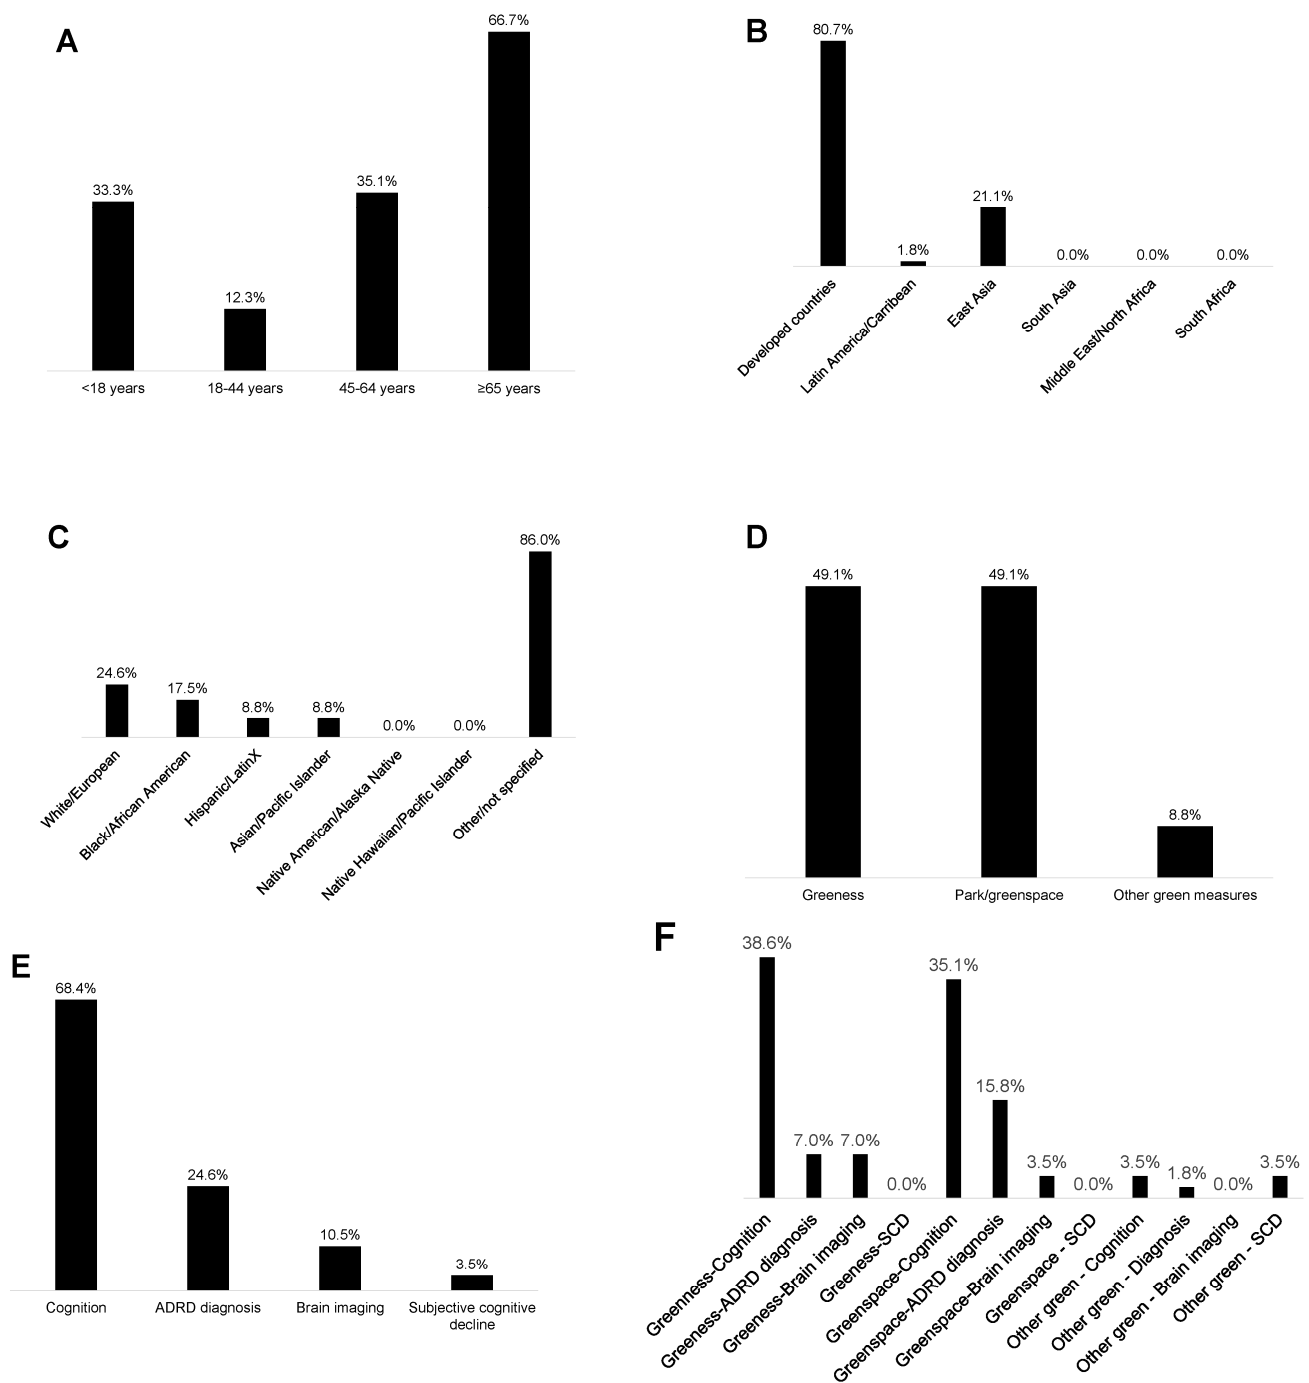 A
66.7%
33.3%
35.1%
12.3%
<18 years
18-44 years
45-64 years
≥65 years
B
80.7%
1.8%
21.1%
0.0%
0.0%
0.0%
Developed countries
Latin America/Carribean
East Asia
South Asia
Middle East/North Africa
South Africa
C
86.0%
24.6%
17.5%
8.8%
8.8%
0.0%
0.0%
White/European
Black/African American
Hispanic/LatinX
Asian/Pacific Islander
Native American/Alaska Native
Native Hawaiian/Pacific Islander
Other/not specified
D
49.1%
49.1%
8.8%
Greeness
Park/greenspace
Other green measures
E
68.4%
24.6%
10.5%
3.5%
Cognition
ADRD diagnosis
Brain imaging
Subjective cognitive
decline
F
38.6%
7.0%
7.0%
0.0%
35.1%
15.8%
3.5%
0.0%
3.5%
1.8%
0.0%
3.5%
Greenness-Cognition
Greeness-ADRD diagnosis
Greeness-Brain imaging
Greeness-SCD
Greenspace-Cognition
Greenspace-ADRD diagnosis
Greenspace-Brain imaging
Greenspace - SCD
Other green - Cognition
Other green - Diagnosis
Other green - Brain imaging
Other green - SCD